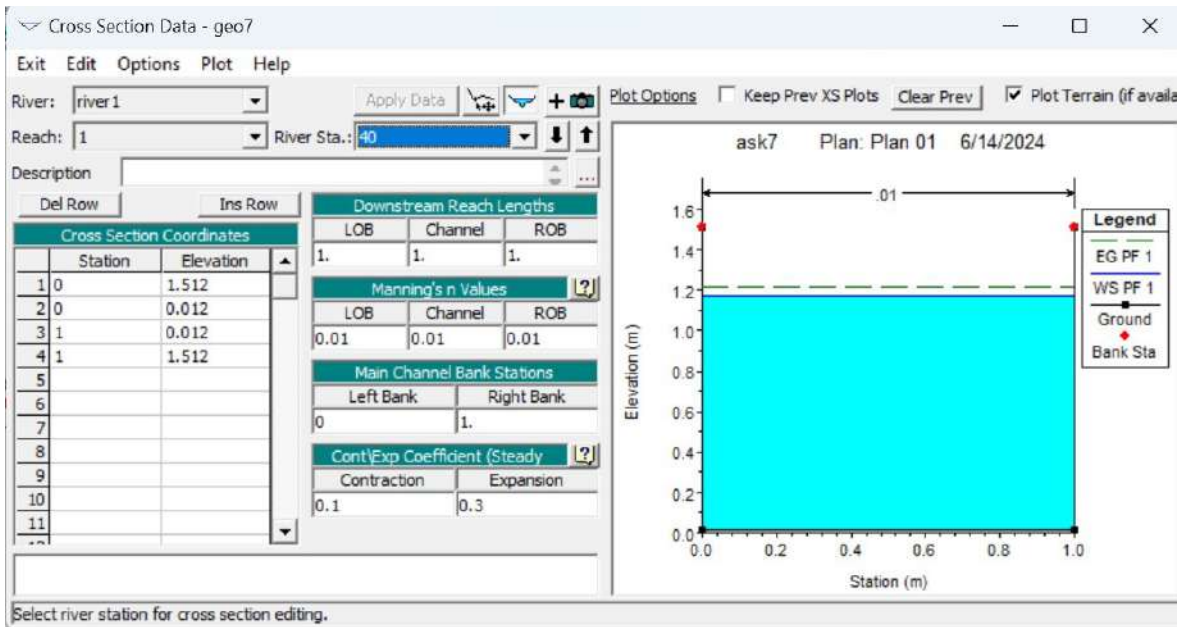 Cross Section Data - geo7
Exit Edit Options Plot Help
River: river1 Apply Data Plot Options Keep Prev XS Plots Clear Prev Plot Terrain (if availa
Reach: 1 River Sta.: 40
Description ...
Del Row Ins Row
Cross Section Coordinates
Station Elevation
1 0 1.512
2 0 0.012
3 1 0.012
4 1 1.512
5
6
7
8
9
10
11
Downstream Reach Lengths
LOB Channel ROB
1. 1. 1.
Manning's n Values
LOB Channel ROB
0.01 0.01 0.01
Main Channel Bank Stations
Left Bank Right Bank
0 1.
Cont\Exp Coefficient (Steady
Contraction Expansion
0.1 0.3
ask7 Plan: Plan 01 6/14/2024
.01
1.6
1.4
1.2
1.0
0.8
0.6
0.4
0.2
0.0
Elevation (m)
0.0 0.2 0.4 0.6 0.8 1.0
Station (m)
Legend
EG PF 1
WS PF 1
Ground
Bank Sta
Select river station for cross section editing.